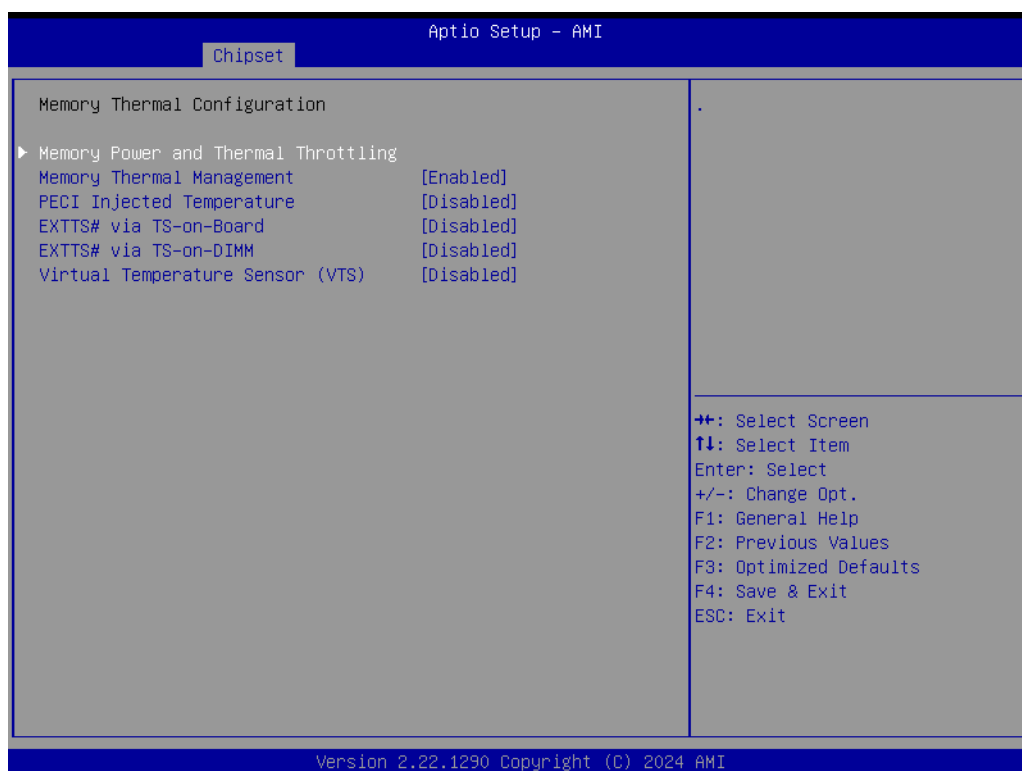 Aptio Setup – AMI
Chipset
Memory Thermal Configuration
.
▶ Memory Power and Thermal Throttling
Memory Thermal Management [Enabled]
PECI Injected Temperature [Disabled]
EXTTS# via TS-on-Board [Disabled]
EXTTS# via TS-on-DIMM [Disabled]
Virtual Temperature Sensor (VTS) [Disabled]
→←: Select Screen
↑↓: Select Item
Enter: Select
+/-: Change Opt.
F1: General Help
F2: Previous Values
F3: Optimized Defaults
F4: Save & Exit
ESC: Exit
Version 2.22.1290 Copyright (C) 2024 AMI